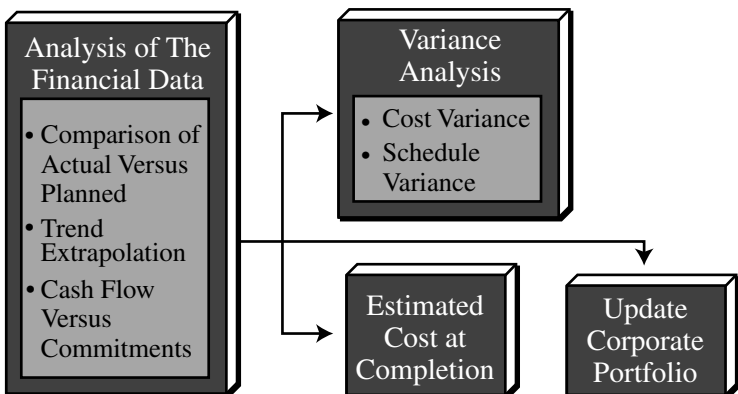 Analysis of The
Financial Data
• Comparison of
Actual Versus
Planned
• Trend
Extrapolation
• Cash Flow
Versus
Commitments
Variance
Analysis
• Cost Variance
• Schedule
Variance
Estimated
Cost at
Completion
Update
Corporate
Portfolio